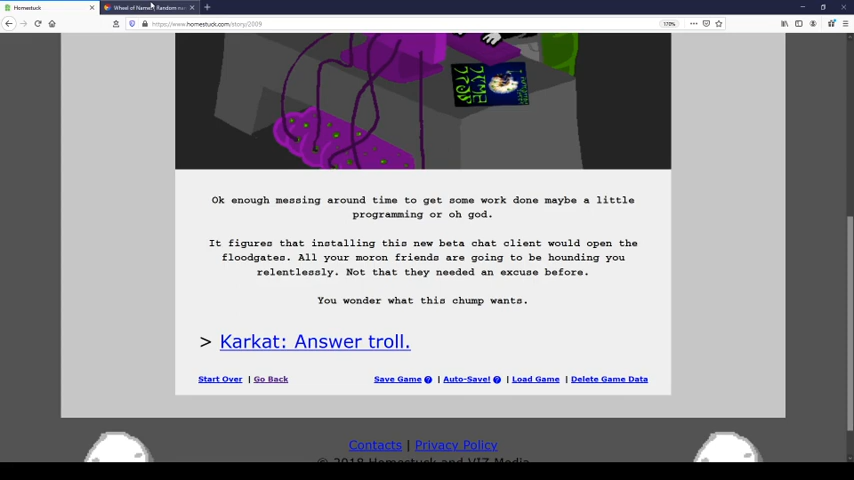 Homestuck
Wheel of Names | Random na
https://www.homestuck.com/story/2009
170%
Ok enough messing around time to get some work done maybe a little
programming or oh god.
It figures that installing this new beta chat client would open the
floodgates. All your moron friends are going to be hounding you
relentlessly. Not that they needed an excuse before.
You wonder what this chump wants.
> Karkat: Answer troll.
Start Over | Go Back
Save Game ? | Auto-Save! ? | Load Game | Delete Game Data
Contacts | Privacy Policy
© 2018 Homestuck and VIZ Media